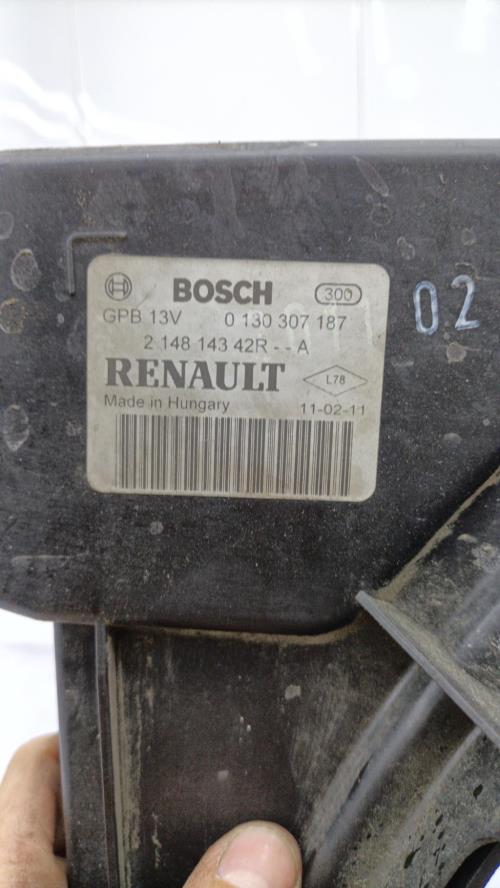 BOSCH 300
GPB 13V 0 130 307 187
2 148 143 42R - - A
RENAULT L78
Made in Hungary 11-02-11
02